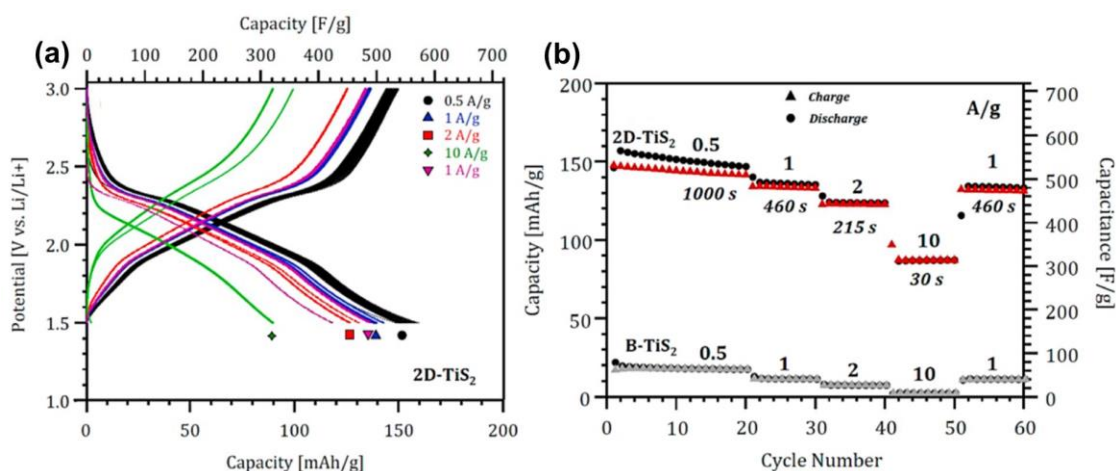 (a)
Capacity [F/g]
0 100 200 300 400 500 600 700
3.0
2.5
2.0
1.5
1.0
Potential [V vs. Li/Li+]
0.5 A/g
1 A/g
2 A/g
10 A/g
1 A/g
2D-TiS2
0 50 100 150 200
Capacity [mAh/g]
(b)
200
150
100
50
0
Capacity [mAh/g]
Charge
Discharge
A/g
2D-TiS2
0.5
1
2
10
1
1000 s
460 s
215 s
30 s
460 s
B-TiS2
0.5
1
2
10
1
700
600
500
400
300
200
100
0
Capacitance [F/g]
0 10 20 30 40 50 60
Cycle Number